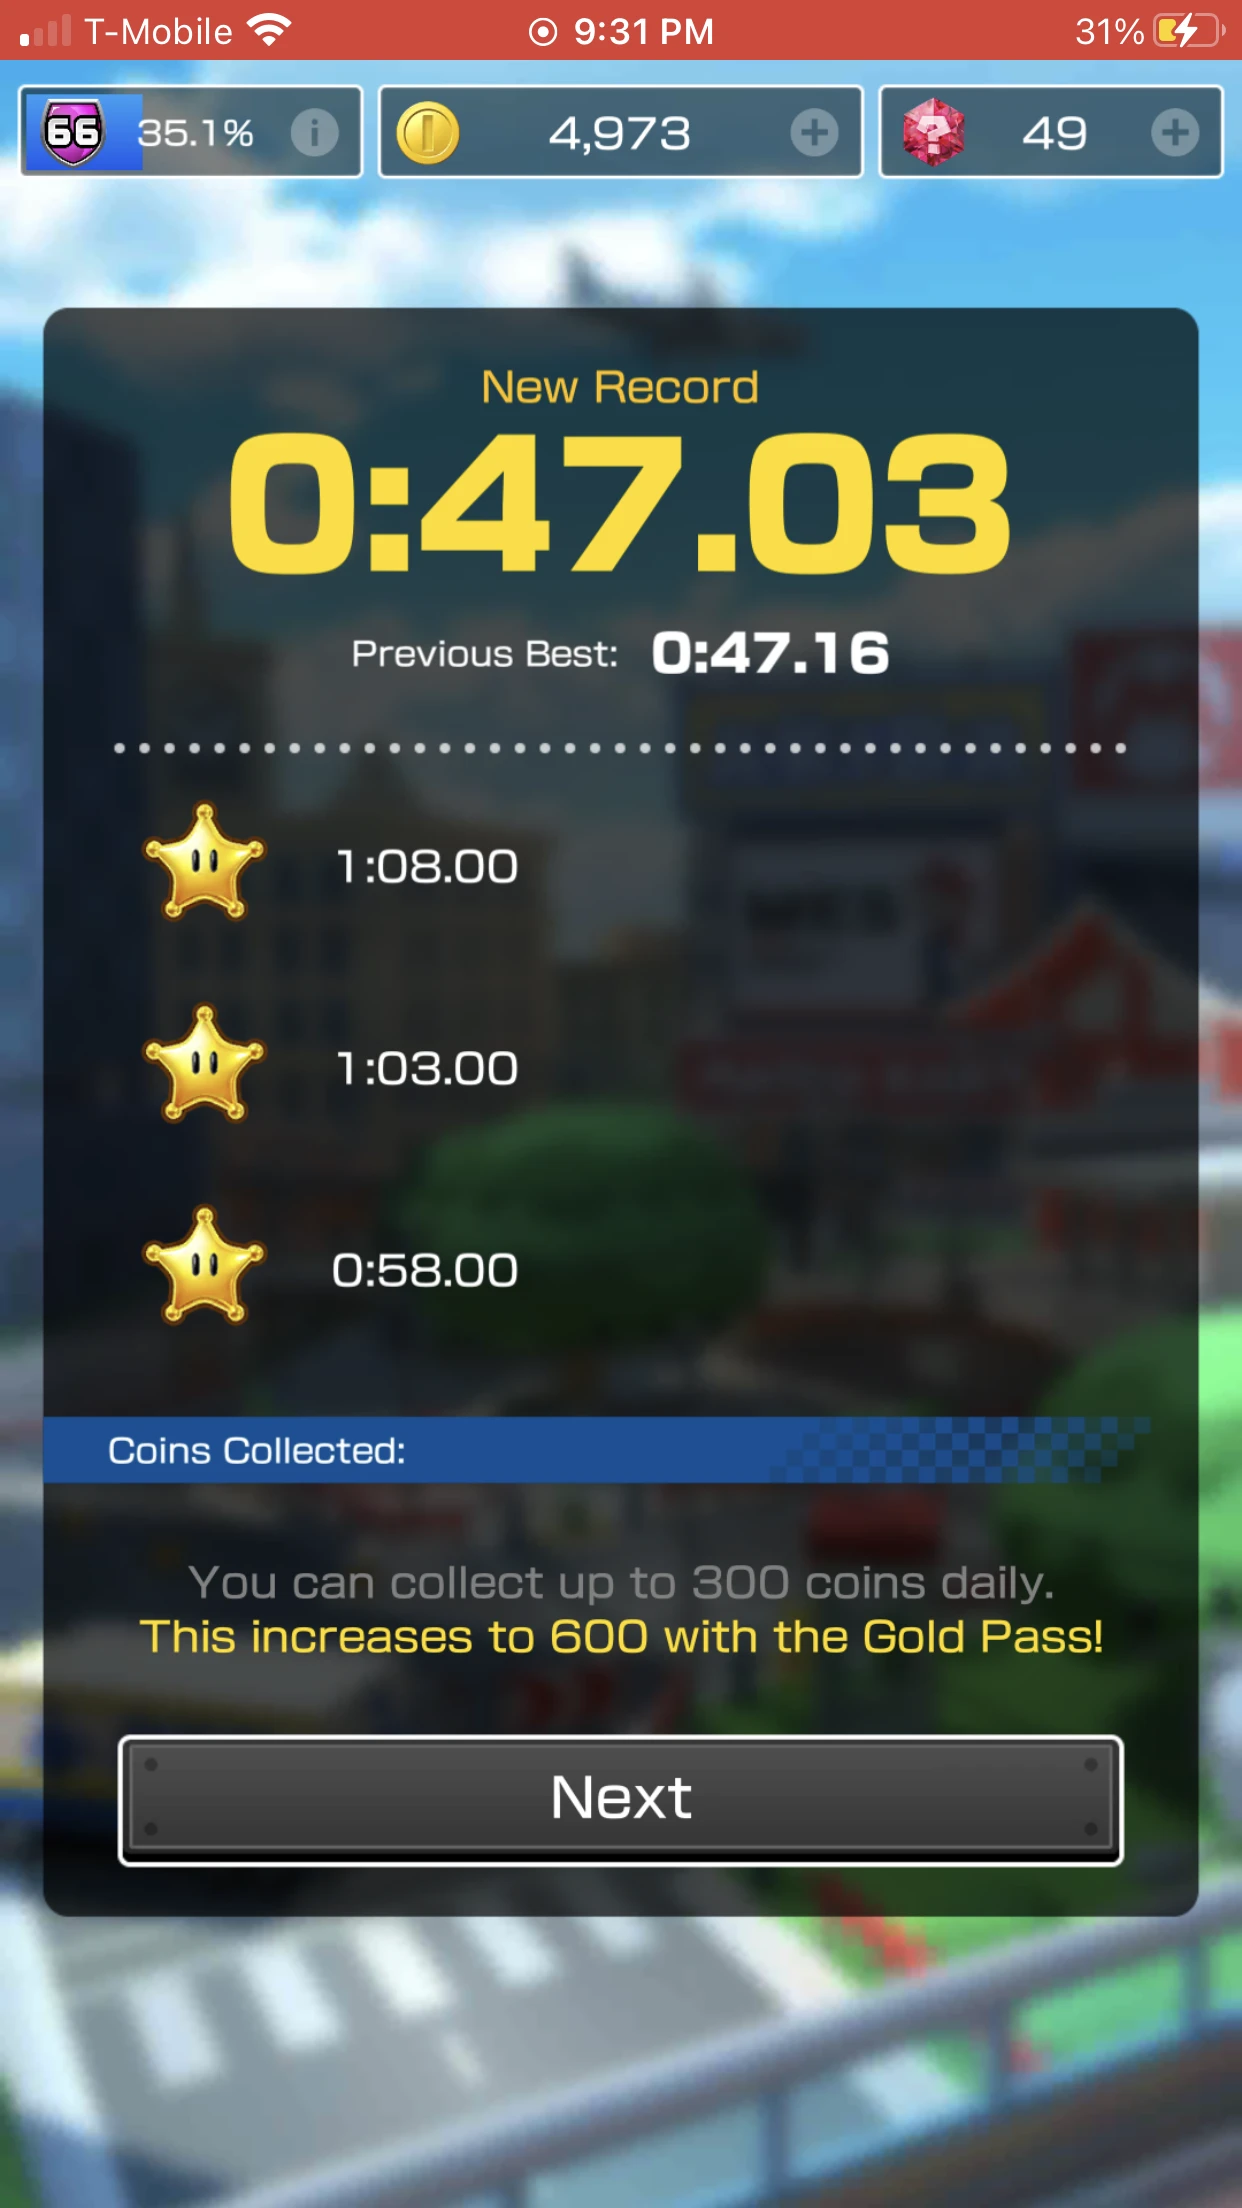 T-Mobile 9:31 PM 31%
66 35.1% i 4,973 + ? 49 +
New Record
0:47.03
Previous Best: 0:47.16
1:08.00
1:03.00
0:58.00
Coins Collected:
You can collect up to 300 coins daily.
This increases to 600 with the Gold Pass!
Next